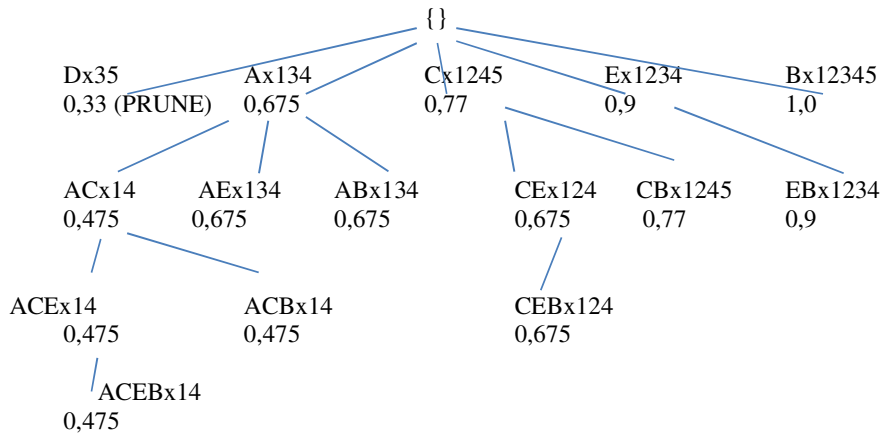 {}
Dx35 Ax134 Cx1245 Ex1234 Bx12345
0,33 (PRUNE) 0,675 0,77 0,9 1,0
ACx14 AEx134 ABx134 CEx124 CBx1245 EBx1234
0,475 0,675 0,675 0,675 0,77 0,9
ACEx14 ACBx14 CEBx124
0,475 0,475 0,675
ACEBx14
0,475